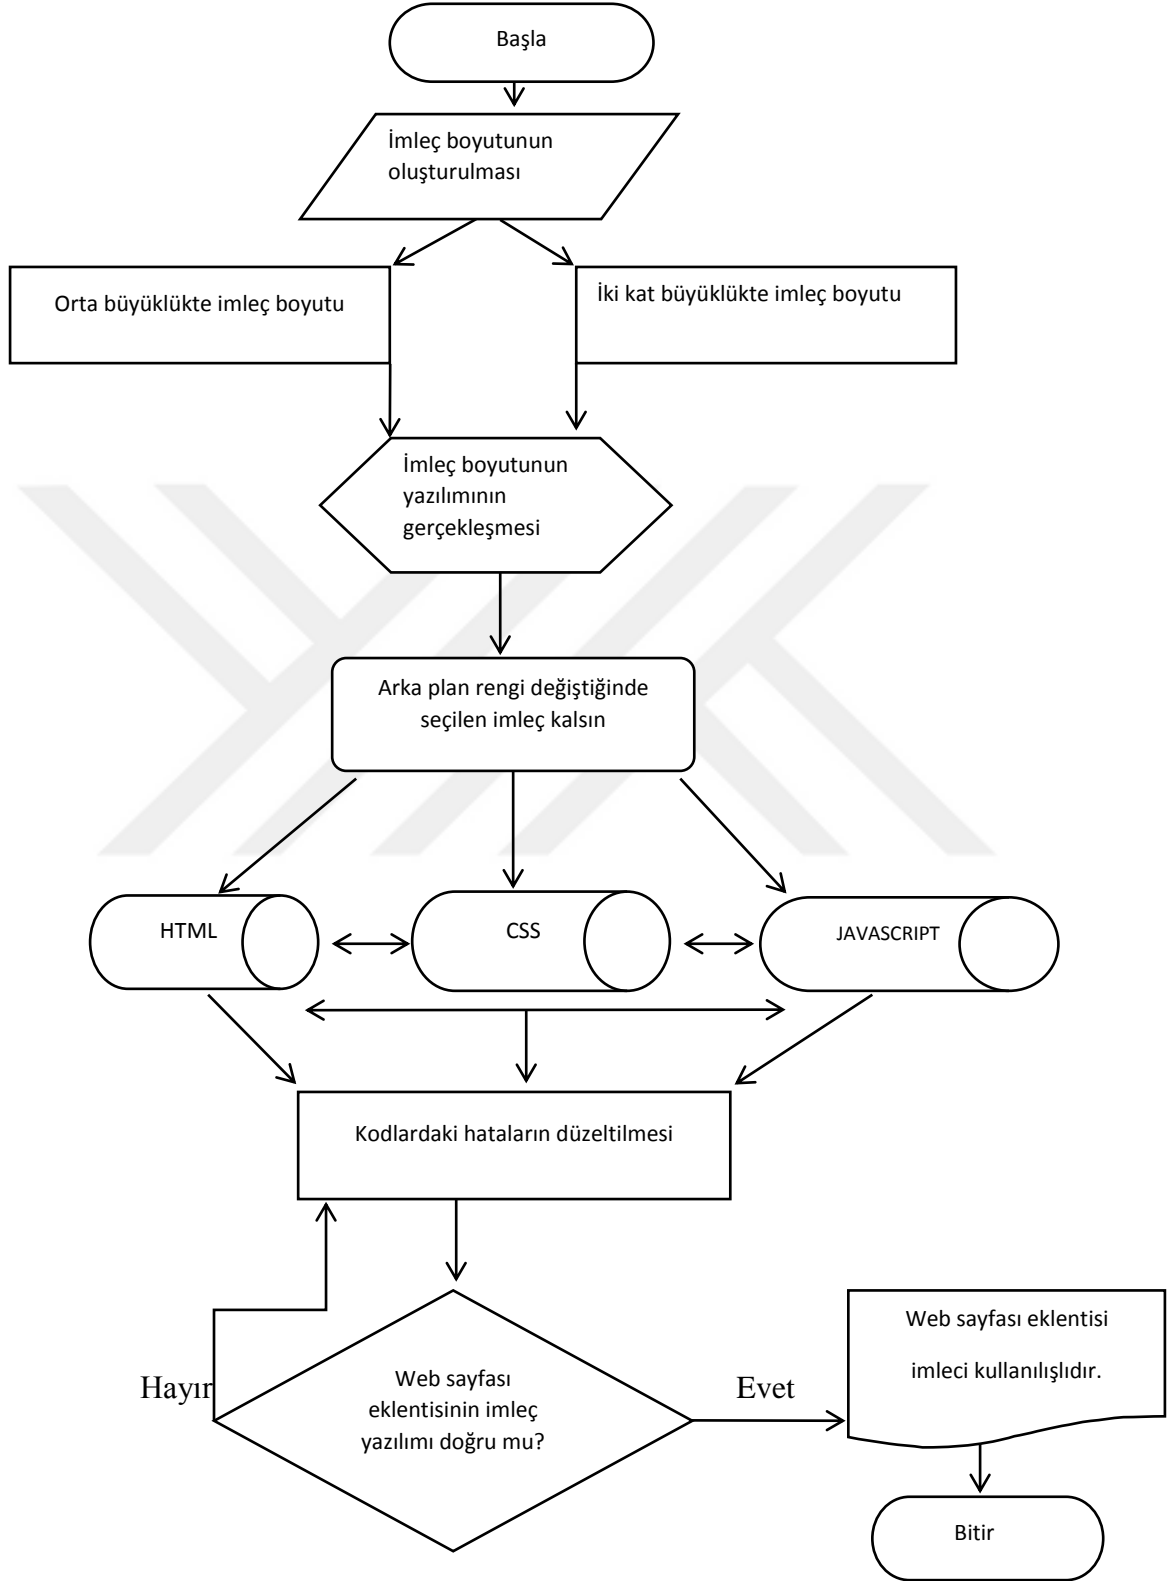 Başla
İmleç boyutunun
oluşturulması
Orta büyüklükte imleç boyutu
İki kat büyüklükte imleç boyutu
İmleç boyutunun
yazılımının
gerçekleşmesi
Arka plan rengi değiştiğinde
seçilen imleç kalsın
HTML
CSS
JAVASCRIPT
Kodlardaki hataların düzeltilmesi
Hayır
Web sayfası
eklentisinin imleç
yazılımı doğru mu?
Evet
Web sayfası eklentisi
imleci kullanılışlıdır.
Bitir